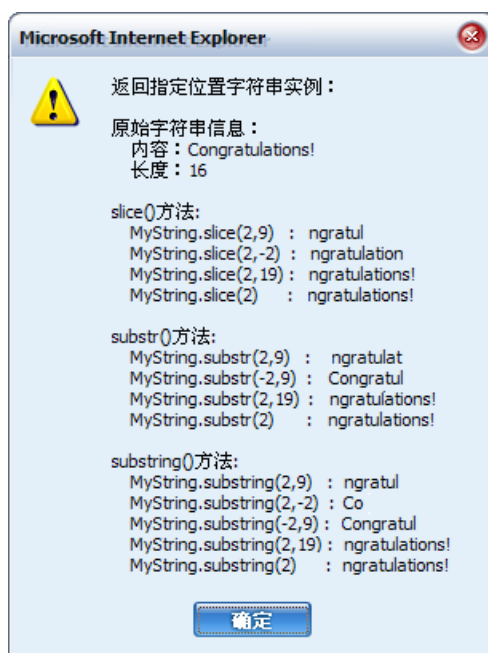 Microsoft Internet Explorer
返回指定位置字符串实例：
原始字符串信息：
内容：Congratulations!
长度：16
slice()方法:
MyString.slice(2,9) : ngratul
MyString.slice(2,-2) : ngratulation
MyString.slice(2,19) : ngratulations!
MyString.slice(2) : ngratulations!
substr()方法:
MyString.substr(2,9) : ngratulat
MyString.substr(-2,9) : Congratul
MyString.substr(2,19) : ngratulations!
MyString.substr(2) : ngratulations!
substring()方法:
MyString.substring(2,9) : ngratul
MyString.substring(2,-2) : Co
MyString.substring(-2,9) : Congratul
MyString.substring(2,19) : ngratulations!
MyString.substring(2) : ngratulations!
确定